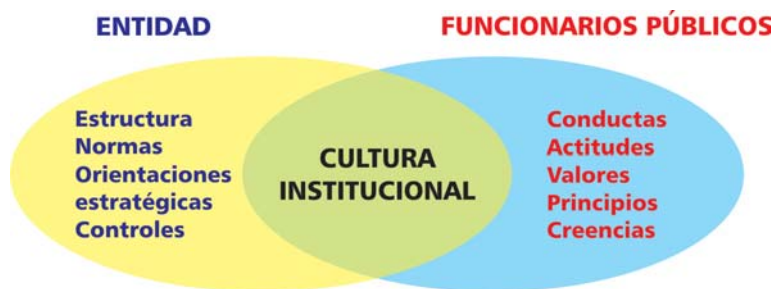 ENTIDAD
FUNCIONARIOS PÚBLICOS
Estructura
Normas
Orientaciones
estratégicas
Controles
CULTURA
INSTITUCIONAL
Conductas
Actitudes
Valores
Principios
Creencias